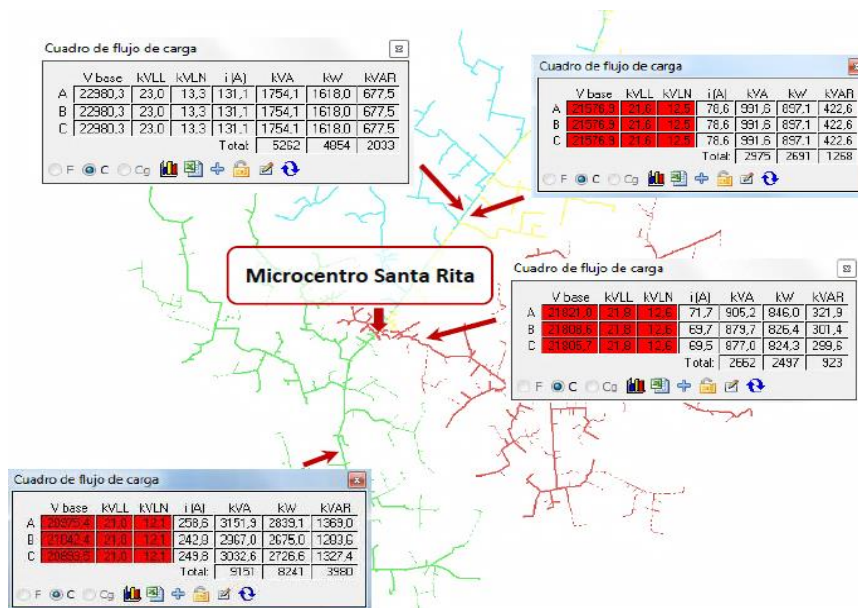 Cuadro de flujo de carga
V base kVLL kVLN i (A) kVA kW kVAR
A 22980,3 23,0 13,3 131,1 1754,1 1618,0 677,5
B 22980,3 23,0 13,3 131,1 1754,1 1618,0 677,5
C 22980,3 23,0 13,3 131,1 1754,1 1618,0 677,5
Total: 5262 4854 2033
F C Cg
Cuadro de flujo de carga
V base kVLL kVLN i (A) kVA kW kVAR
A 21576,9 21,6 12,5 78,6 991,6 897,1 422,6
B 21576,9 21,6 12,5 78,6 991,6 897,1 422,6
C 21576,9 21,6 12,5 78,6 991,6 897,1 422,6
Total: 2975 2691 1268
F C Cg
Microcentro Santa Rita
Cuadro de flujo de carga
V base kVLL kVLN i (A) kVA kW kVAR
A 21821,0 21,8 12,6 71,7 905,2 846,0 321,9
B 21808,6 21,8 12,6 69,7 879,7 826,4 301,4
C 21805,7 21,8 12,6 69,5 877,0 824,3 299,6
Total: 2662 2497 923
F C Cg
Cuadro de flujo de carga
V base kVLL kVLN i (A) kVA kW kVAR
A 21,0 12,1 258,6 3151,9 2839,1 1369,0
B 21042,4 21,0 12,1 242,8 2967,0 2675,0 1283,6
C 21,0 12,1 249,8 3032,6 2726,6 1327,4
Total: 9151 8241 3980
F C Cg